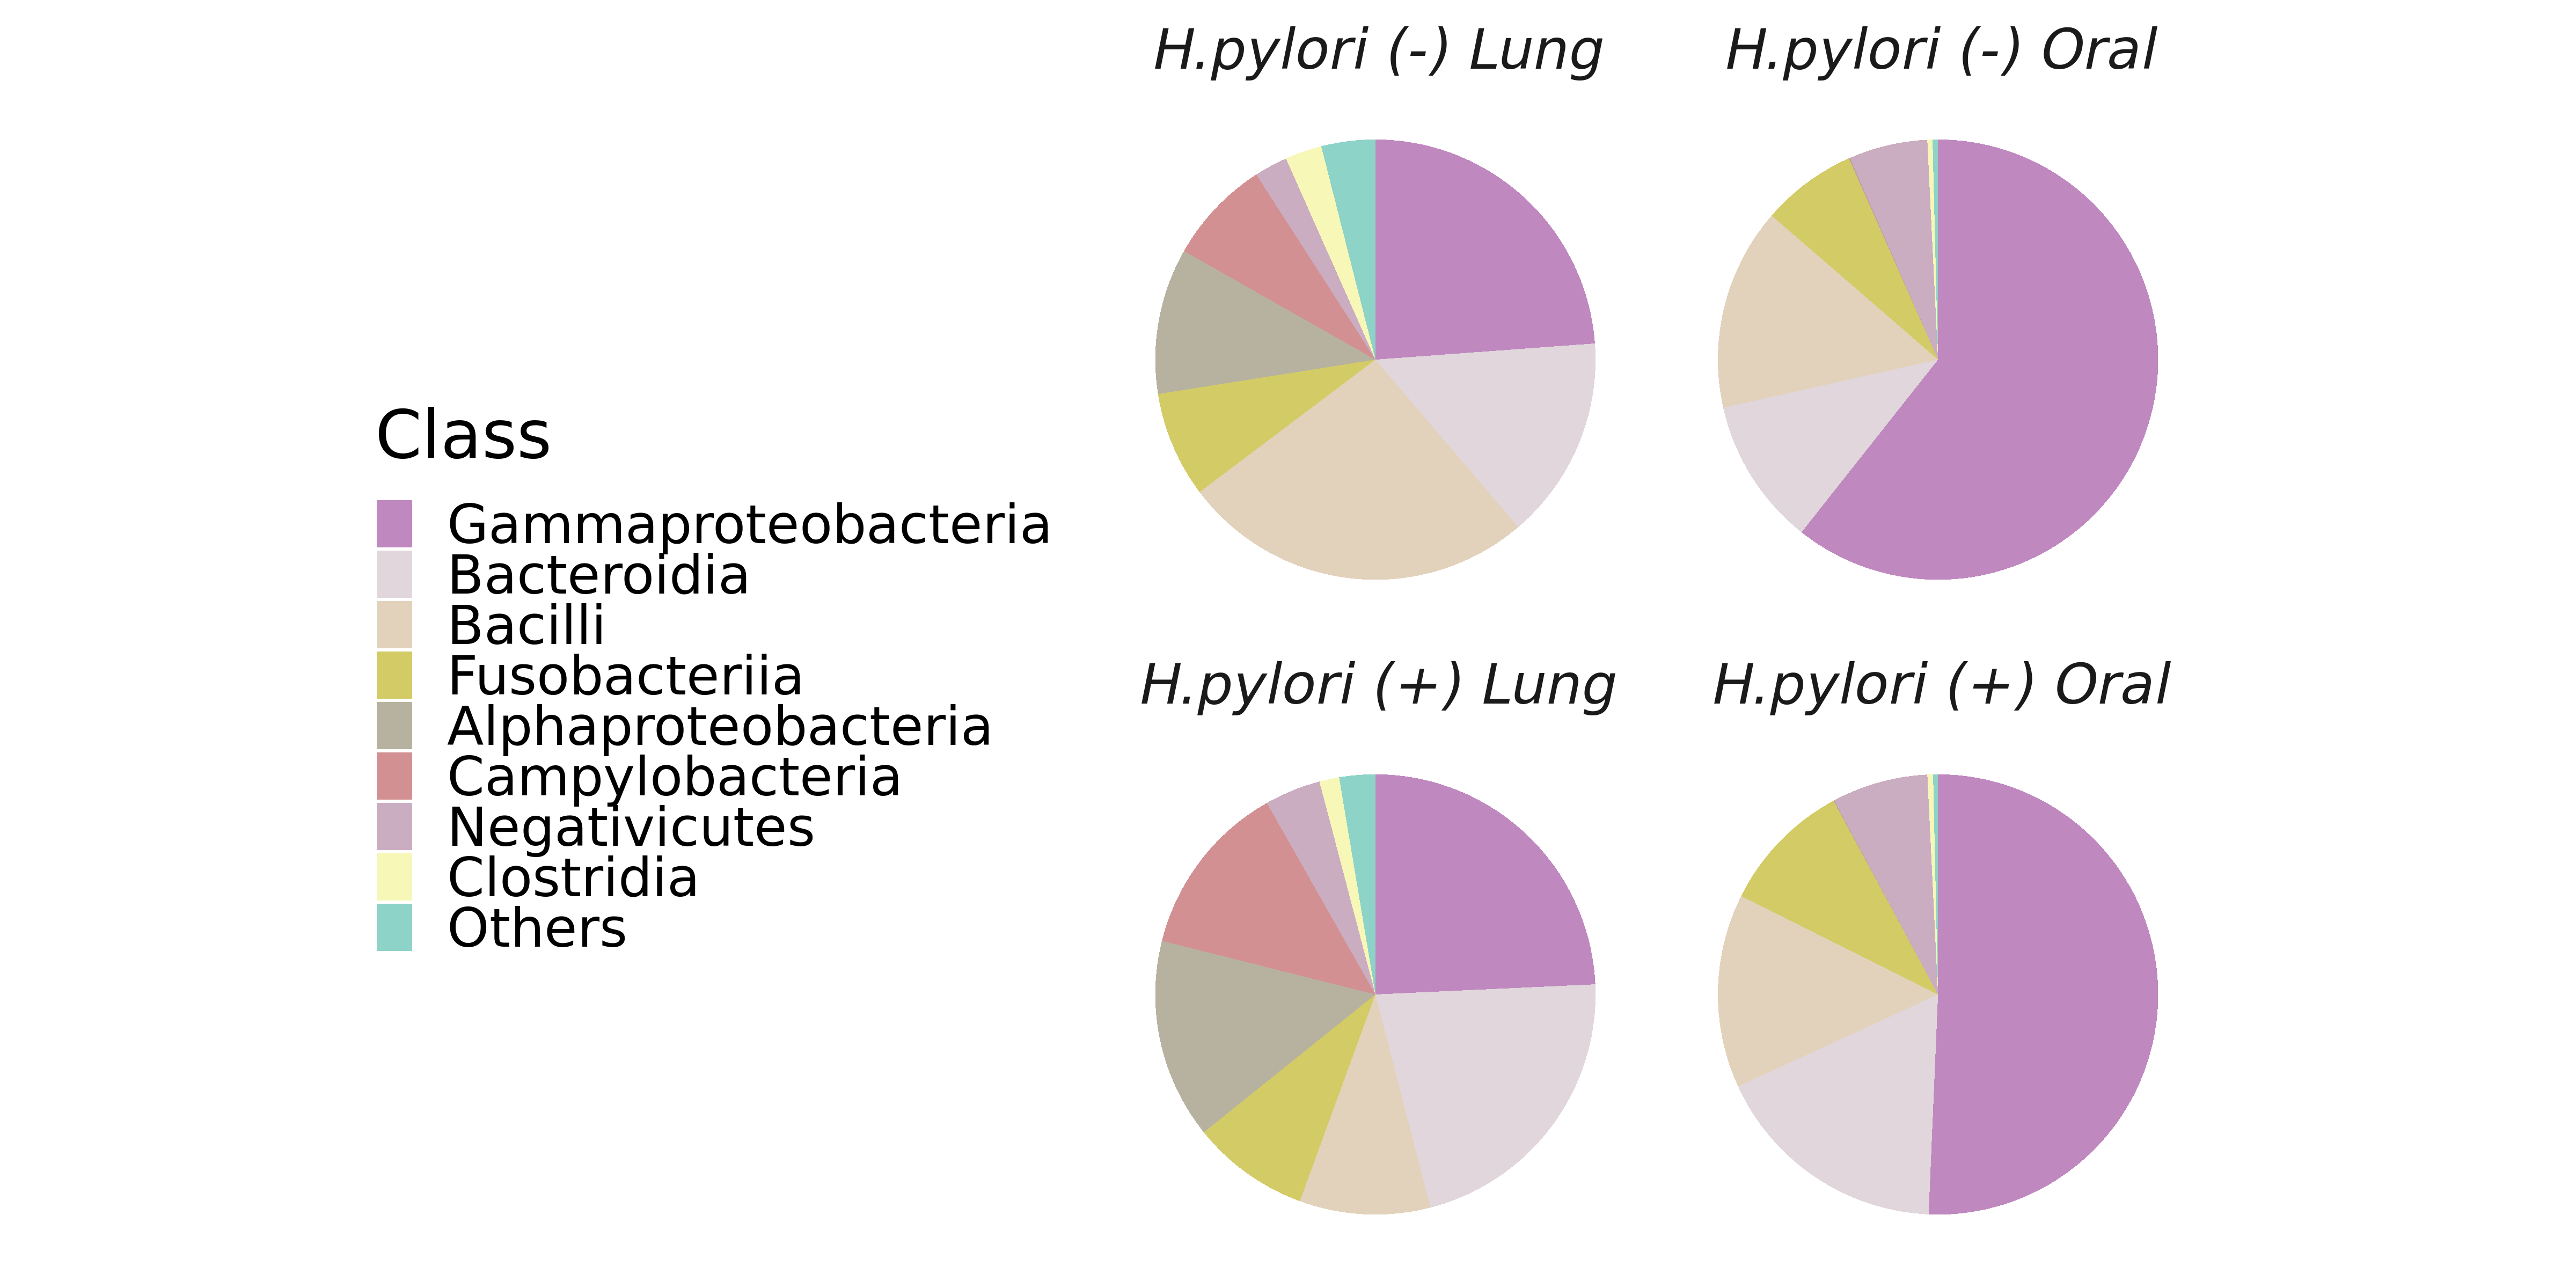 H.pylori (-) Lung
H.pylori (-) Oral
Class
Gammaproteobacteria
Bacteroidia
Bacilli
Fusobacteriia
Alphaproteobacteria
Campylobacteria
Negativicutes
Clostridia
Others
H.pylori (+) Lung
H.pylori (+) Oral